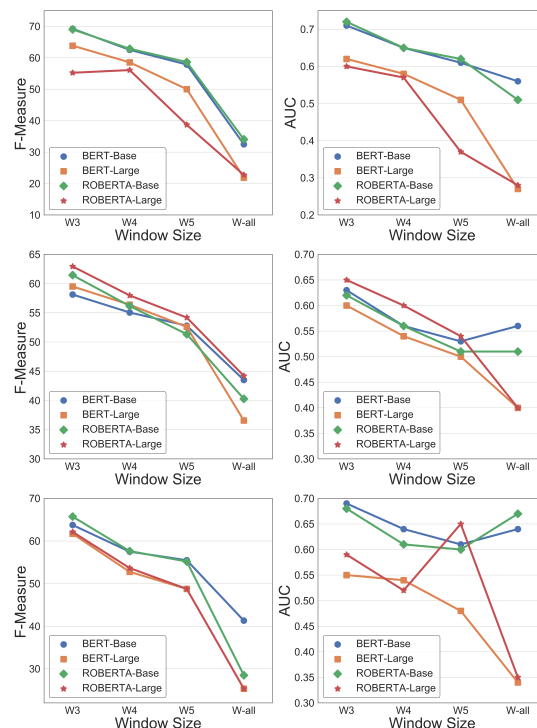 70
60
50
40
30
20
10
F-Measure
BERT-Base
BERT-Large
ROBERTA-Base
ROBERTA-Large
W3 W4 W5 W-all
Window Size
0.7
0.6
0.5
0.4
0.3
0.2
AUC
BERT-Base
BERT-Large
ROBERTA-Base
ROBERTA-Large
W3 W4 W5 W-all
Window Size
65
60
55
50
45
40
35
30
F-Measure
BERT-Base
BERT-Large
ROBERTA-Base
ROBERTA-Large
W3 W4 W5 W-all
Window Size
0.70
0.65
0.60
0.55
0.50
0.45
0.40
0.35
0.30
AUC
BERT-Base
BERT-Large
ROBERTA-Base
ROBERTA-Large
W3 W4 W5 W-all
Window Size
70
60
50
30
F-Measure
BERT-Base
BERT-Large
ROBERTA-Base
ROBERTA-Large
W3 W4 W5 W-all
Window Size
0.70
0.65
0.60
0.55
0.50
0.45
0.40
0.35
0.30
AUC
BERT-Base
BERT-Large
ROBERTA-Base
ROBERTA-Large
W3 W4 W5 W-all
Window Size